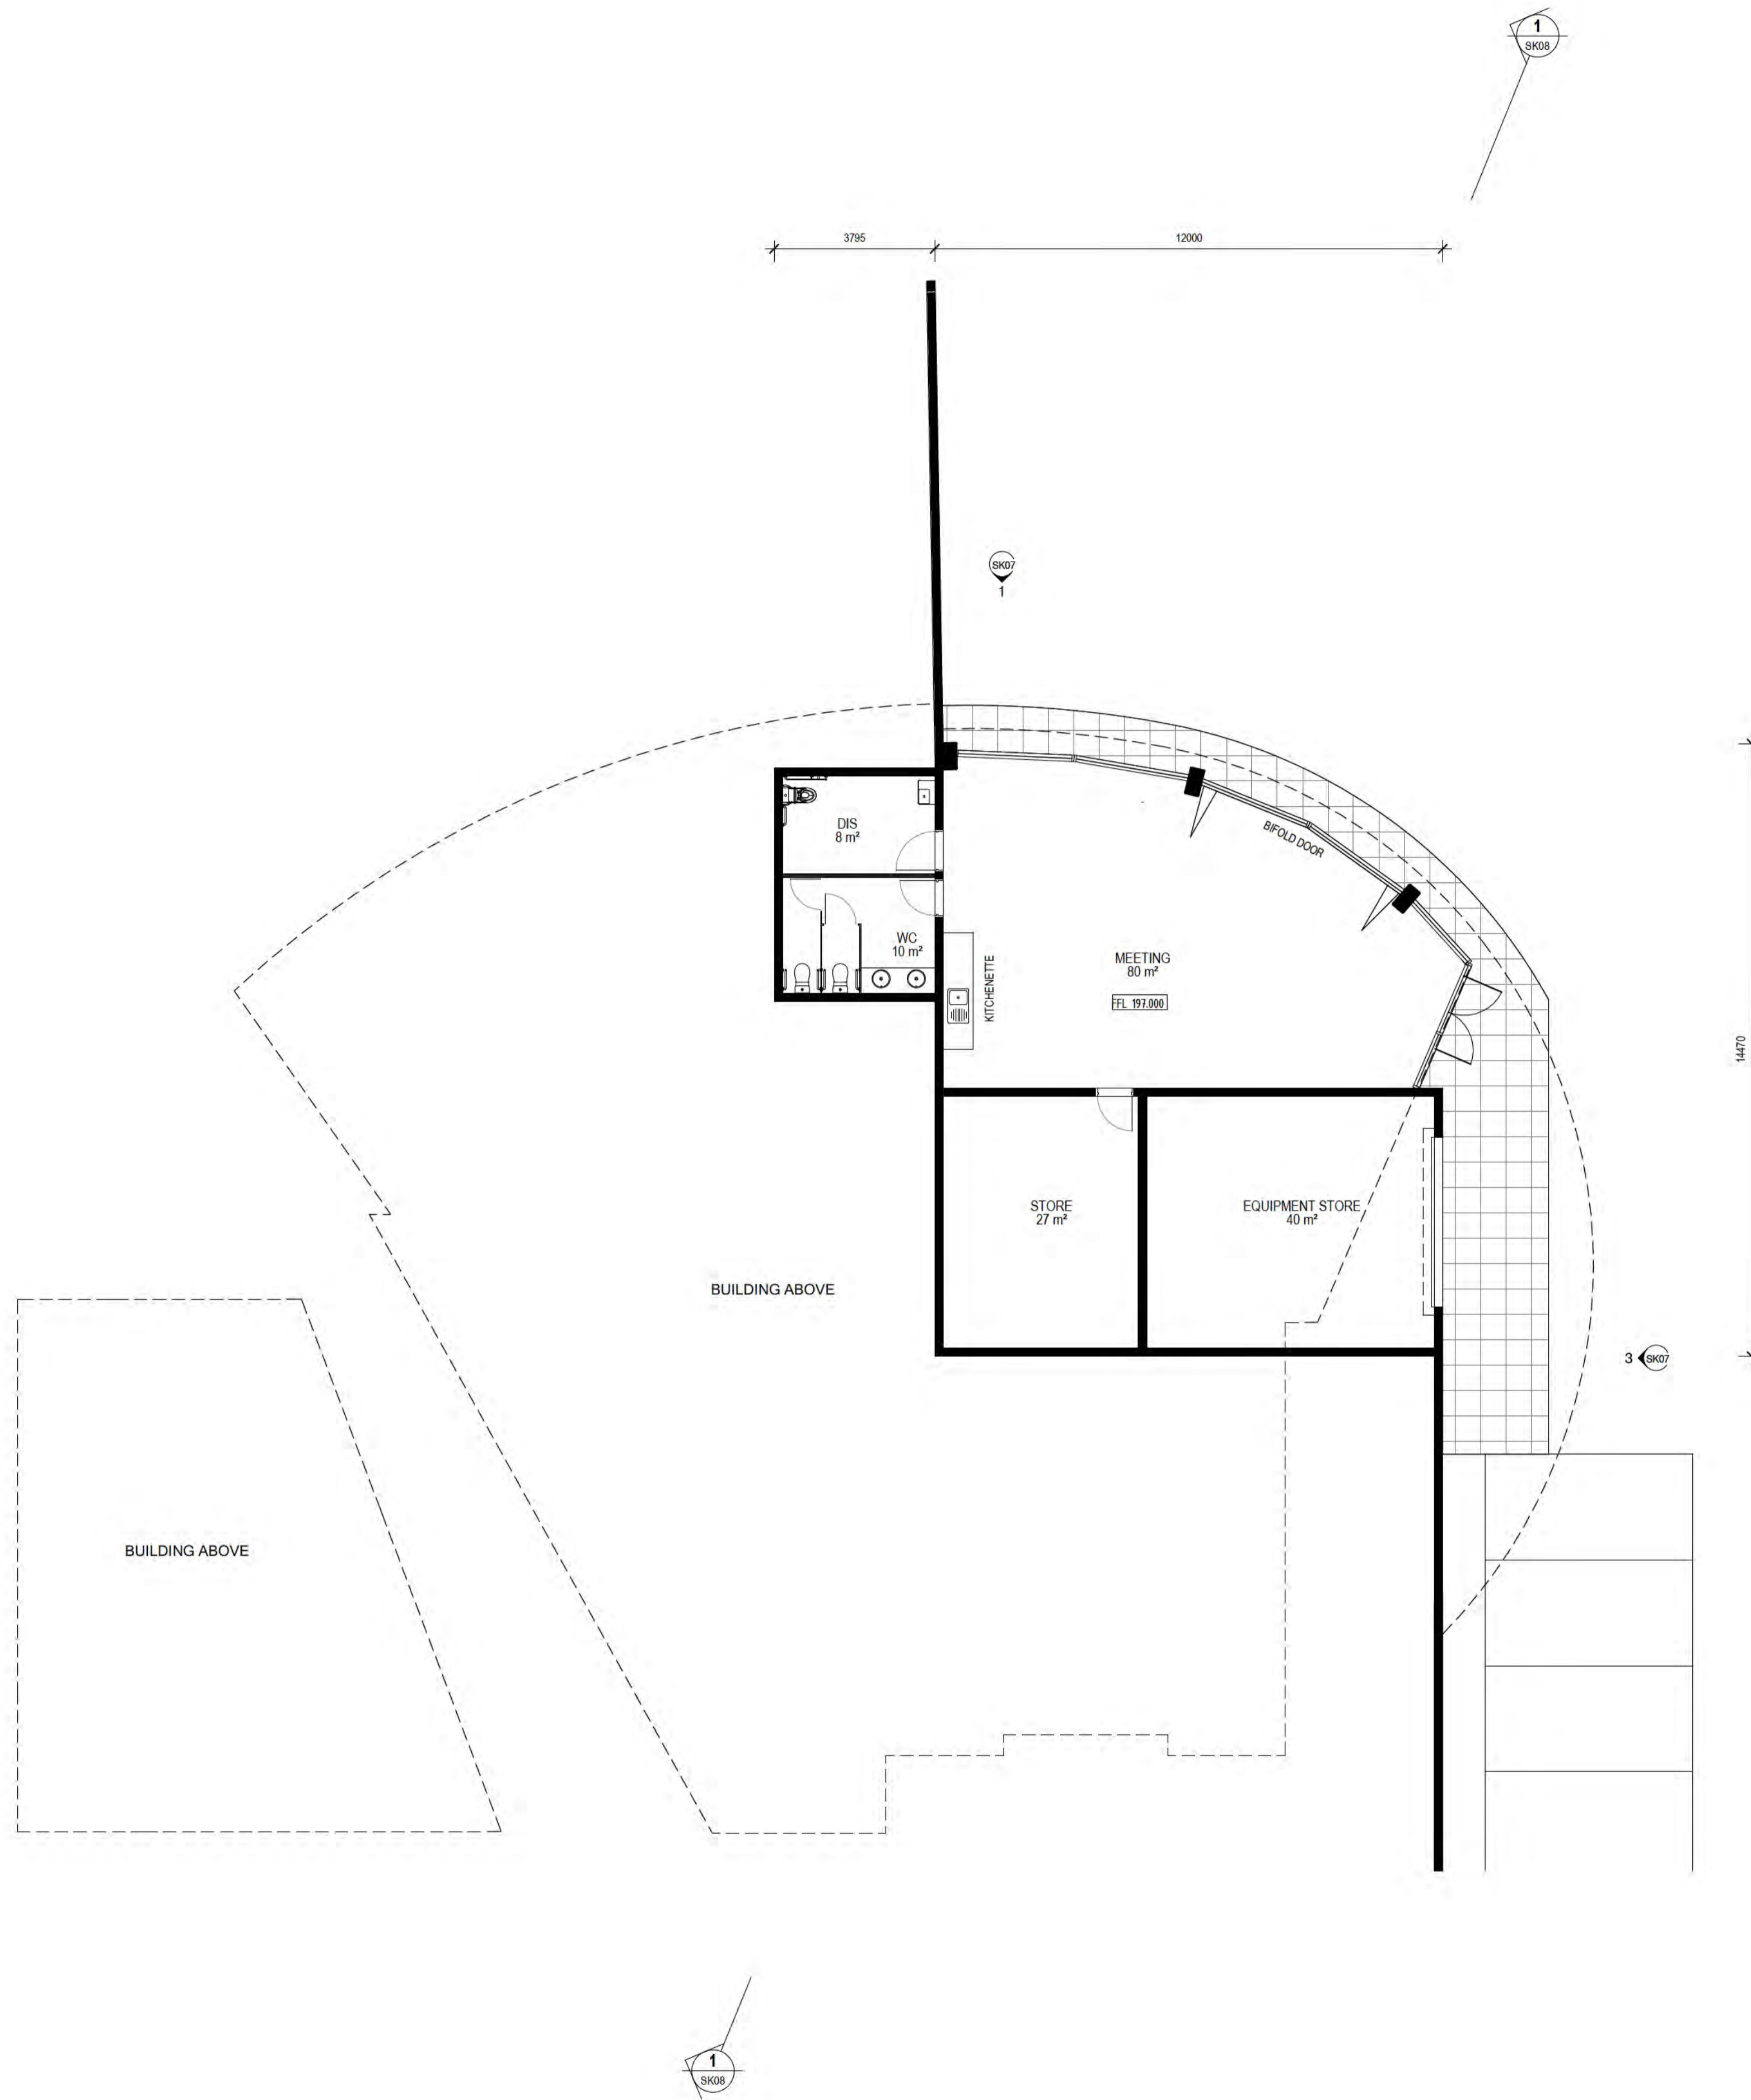 1
SK08
3795
12000
SK07
1
DIS
8 m²
BIFOLD DOOR
WC
10 m²
KITCHENETTE
MEETING
80 m²
FFL 197.000
14470
STORE
27 m²
EQUIPMENT STORE
40 m²
BUILDING ABOVE
3 SK07
BUILDING ABOVE
1
SK08